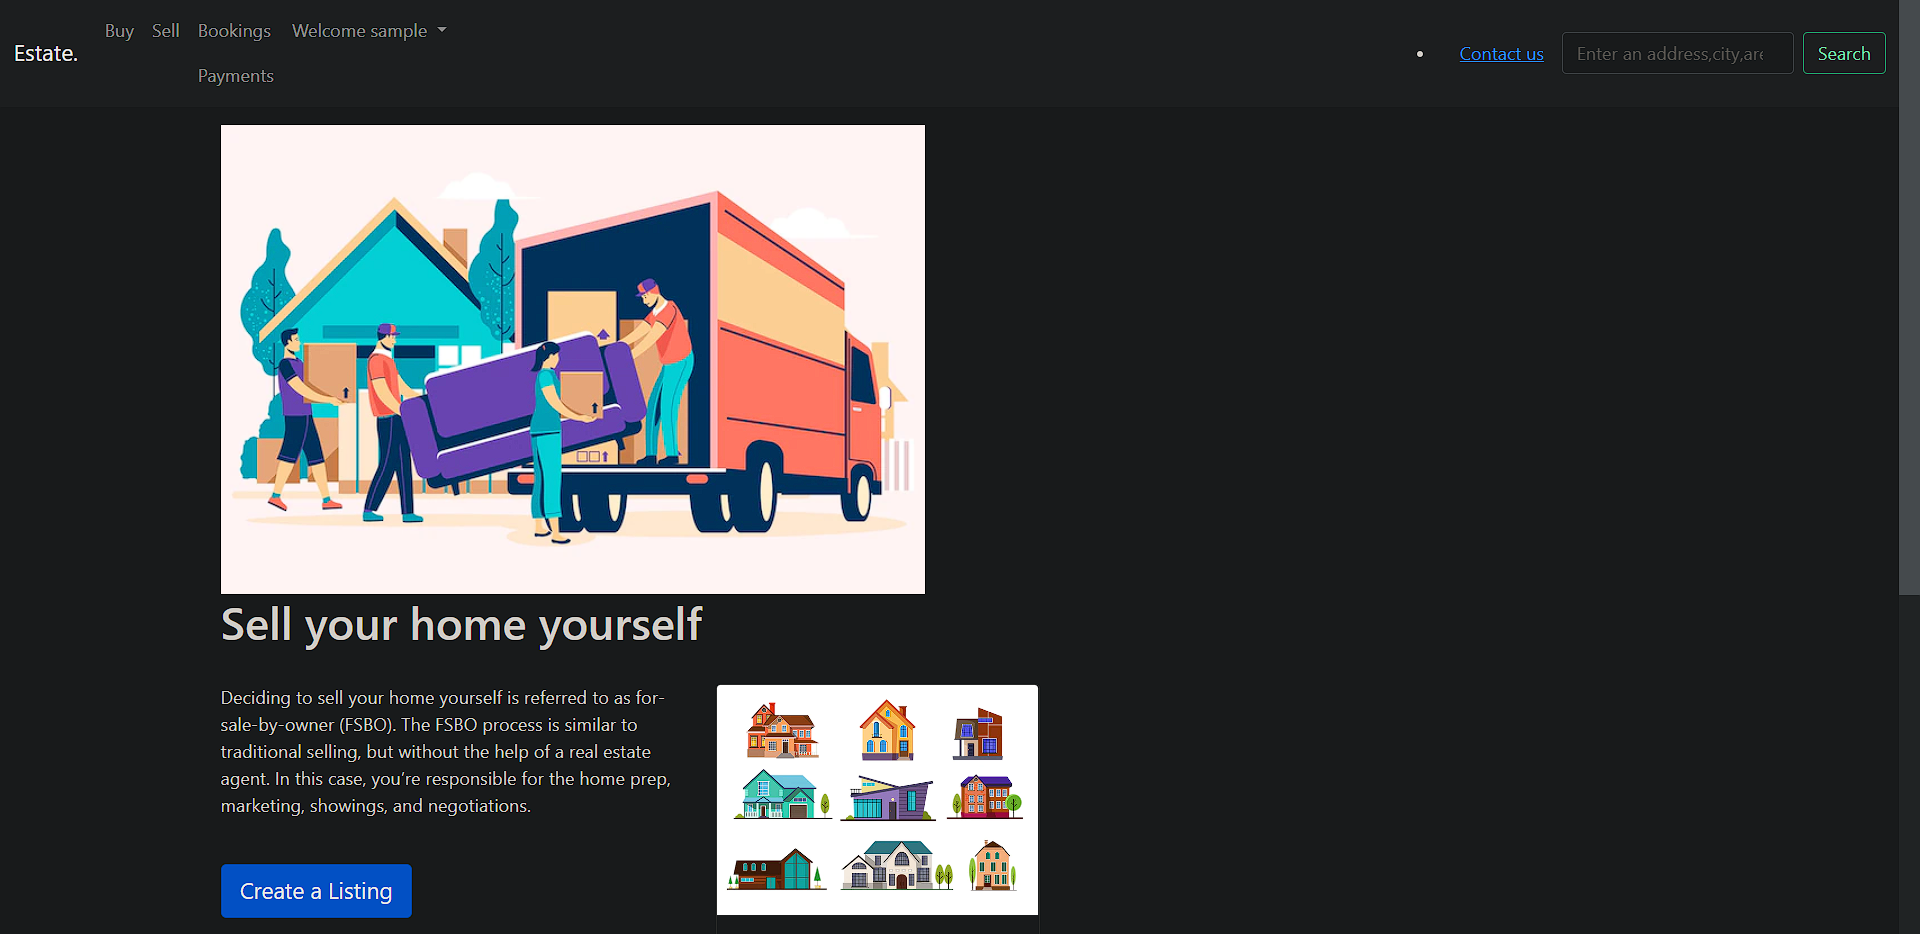 Estate.
Buy Sell Bookings Welcome sample
Payments
Contact us
Enter an address,city,are
Search
Sell your home yourself
Deciding to sell your home yourself is referred to as for-
sale-by-owner (FSBO). The FSBO process is similar to
traditional selling, but without the help of a real estate
agent. In this case, you’re responsible for the home prep,
marketing, showings, and negotiations.
Create a Listing